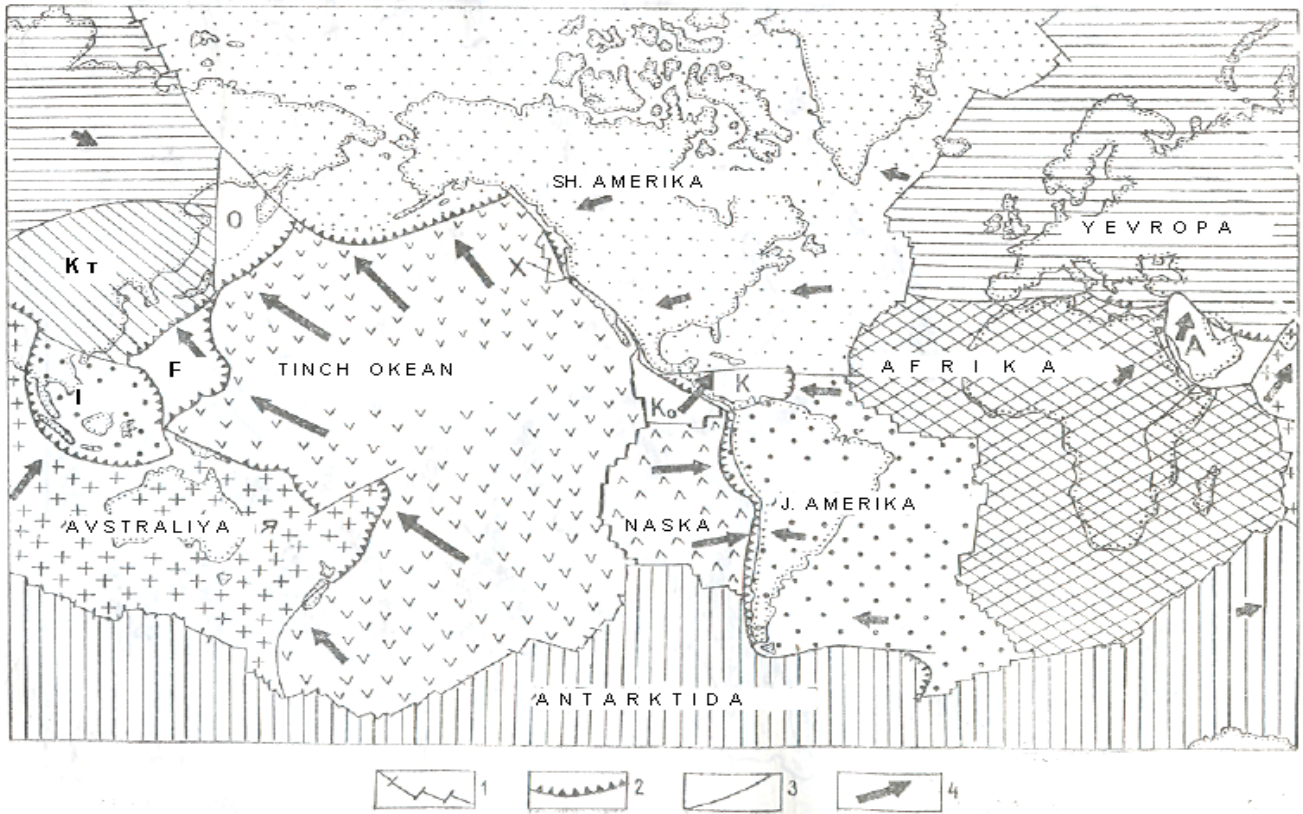 SH. AMERIKA
O
YEVROPA
Kт
X
A
TINCH OKEAN
F
AFRIKA
I
K
Ko
J. AMERIKA
AVSTRALIYA
Я
NASKA
ANTARKTIDA
1 2 3 4